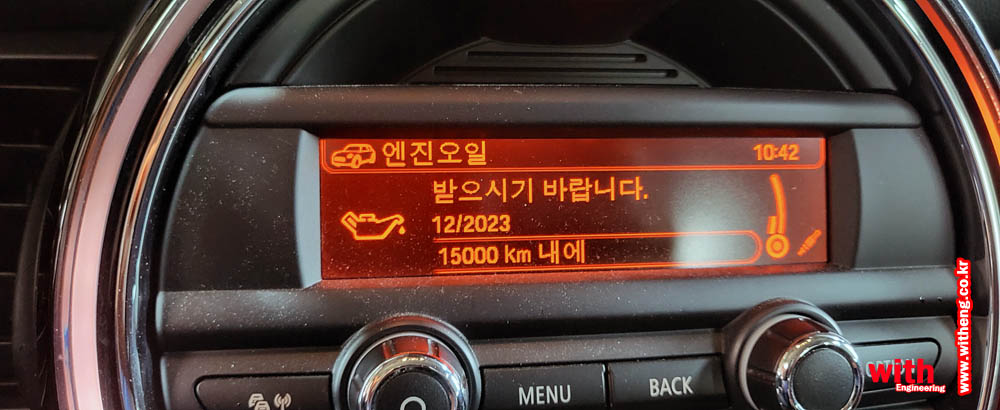 엔진오일
10:42
받으시기 바랍니다.
12/2023
15000 km 내에
MENU
BACK
with
Engineering
www.witheng.co.kr